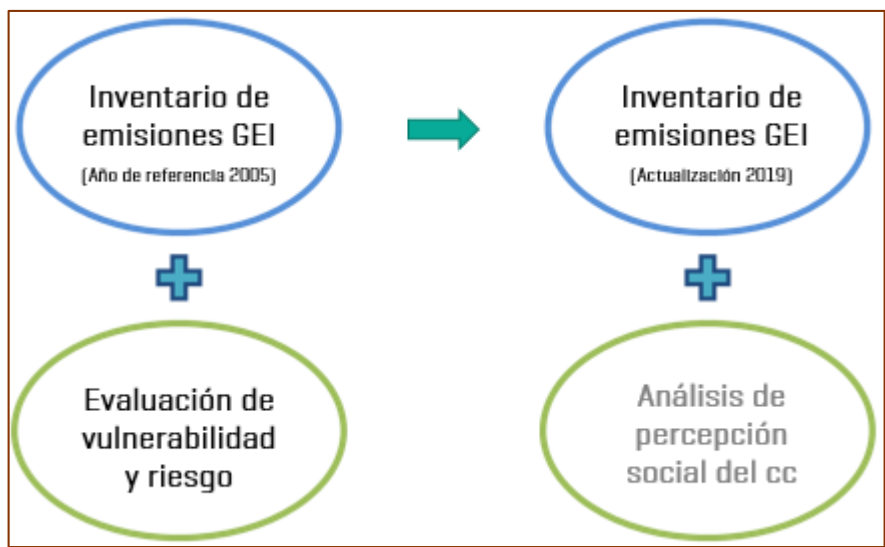 Inventario de
emisiones GEI
(Año de referencia 2005)
Inventario de
emisiones GEI
(Actualización 2019)
Evaluación de
vulnerabilidad
y riesgo
Análisis de
percepción
social del cc